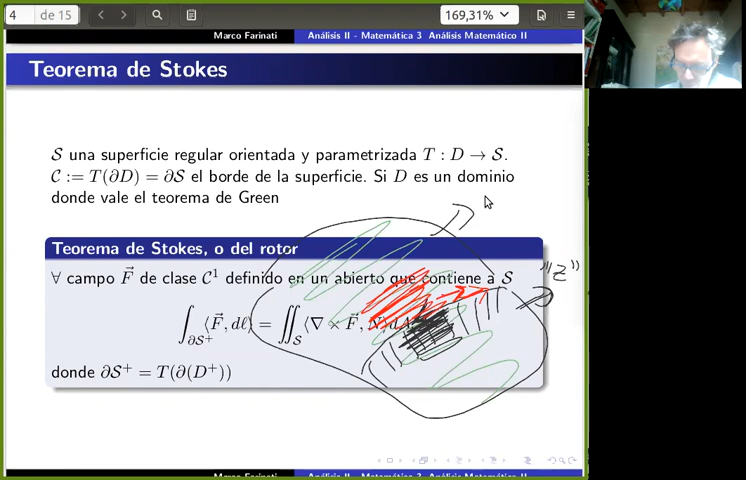 4 de 15 169,31%
Marco Farinati Análisis II - Matemática 3 Análisis Matemático II
Teorema de Stokes
𝒮 una superficie regular orientada y parametrizada T : D → 𝒮.
𝒞 := T(∂D) = ∂𝒮 el borde de la superficie. Si D es un dominio
donde vale el teorema de Green
Teorema de Stokes, o del rotor
∀ campo F⃗ de clase 𝒞¹ definido en un abierto que contiene a 𝒮
"Z"
∫_{∂𝒮⁺} ⟨F⃗, dℓ⟩ = ∬_𝒮 ⟨∇ × F⃗, N⟩dA
donde ∂𝒮⁺ = T(∂(D⁺))
Marco Farinati Análisis II - Matemática 3 Análisis Matemático II